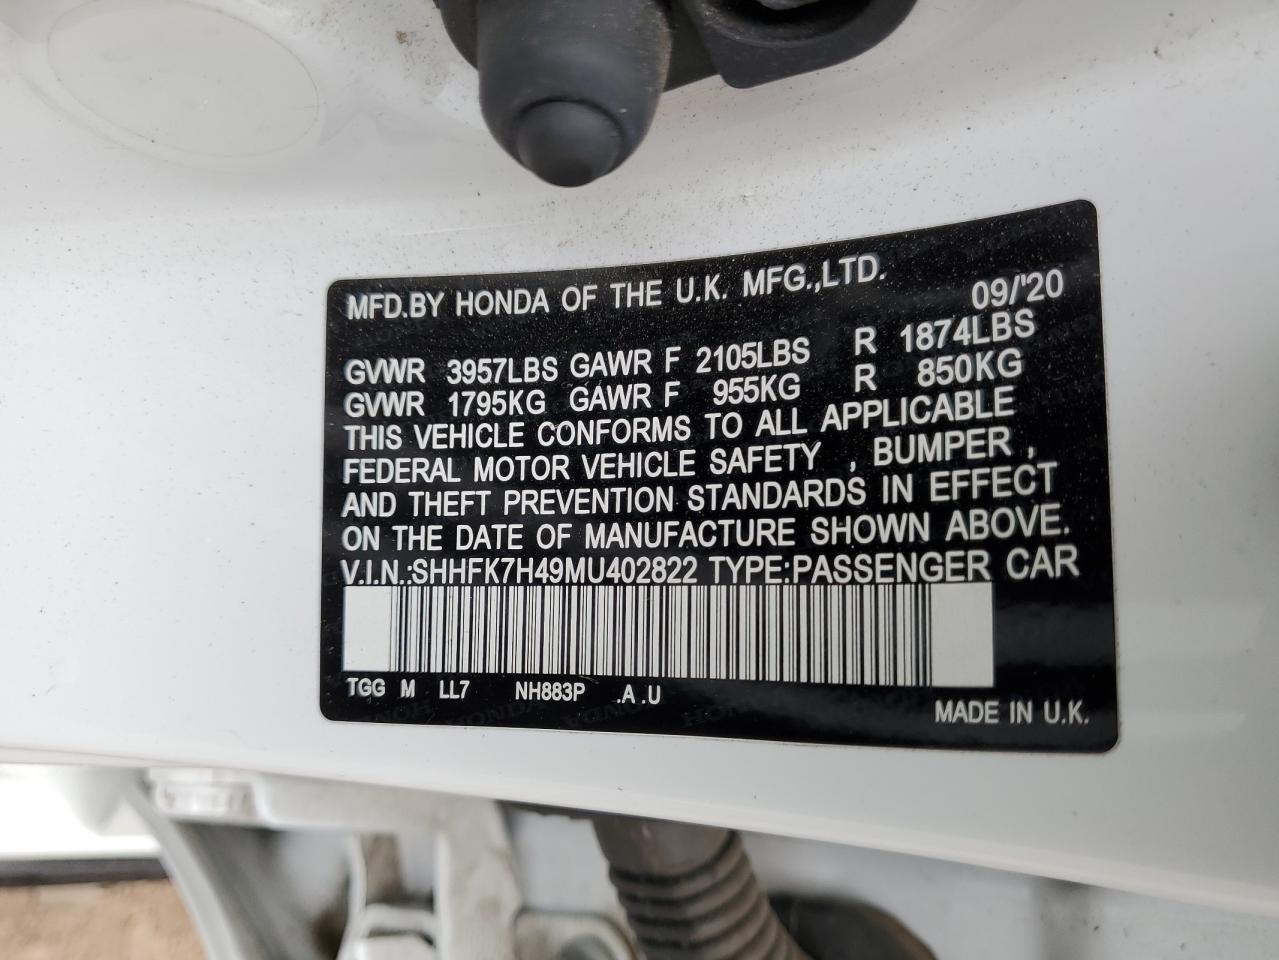 MFD.BY HONDA OF THE U.K. MFG.,LTD. 09/'20
GVWR 3957LBS GAWR F 2105LBS R 1874LBS
GVWR 1795KG GAWR F 955KG R 850KG
THIS VEHICLE CONFORMS TO ALL APPLICABLE
FEDERAL MOTOR VEHICLE SAFETY , BUMPER ,
AND THEFT PREVENTION STANDARDS IN EFFECT
ON THE DATE OF MANUFACTURE SHOWN ABOVE.
V.I.N.:SHHFK7H49MU402822 TYPE:PASSENGER CAR
TGG M LL7 NH883P .A .U
MADE IN U.K.